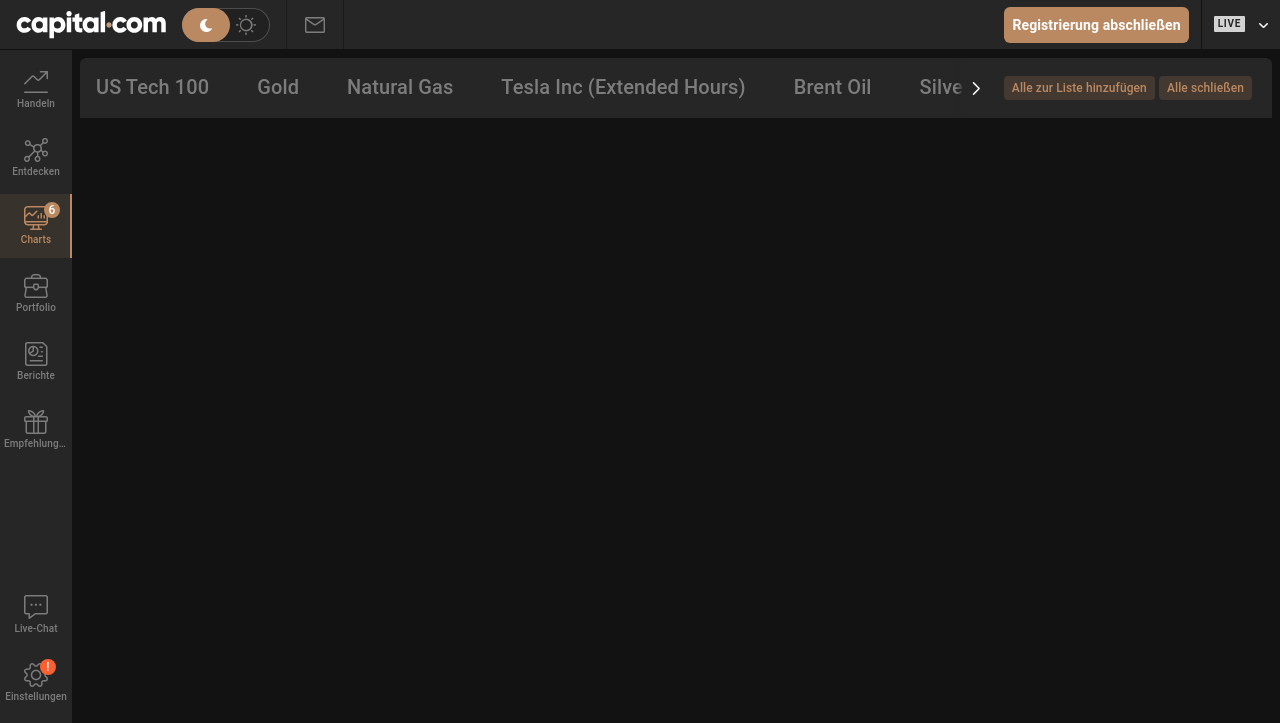 capital.com
Registrierung abschließen
LIVE
US Tech 100
Gold
Natural Gas
Tesla Inc (Extended Hours)
Brent Oil
Silve
Alle zur Liste hinzufügen
Alle schließen
Handeln
Entdecken
6
Charts
Portfolio
Berichte
Empfehlung...
Live-Chat
!
Einstellungen